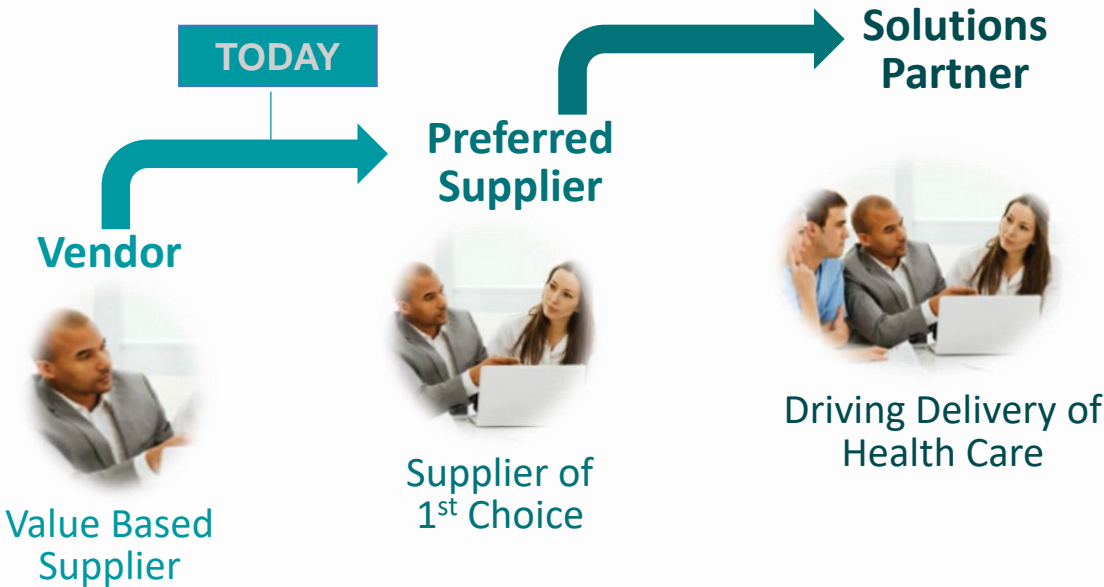 TODAY
Vendor
Value Based
Supplier
Preferred
Supplier
Supplier of
1st Choice
Solutions
Partner
Driving Delivery of
Health Care